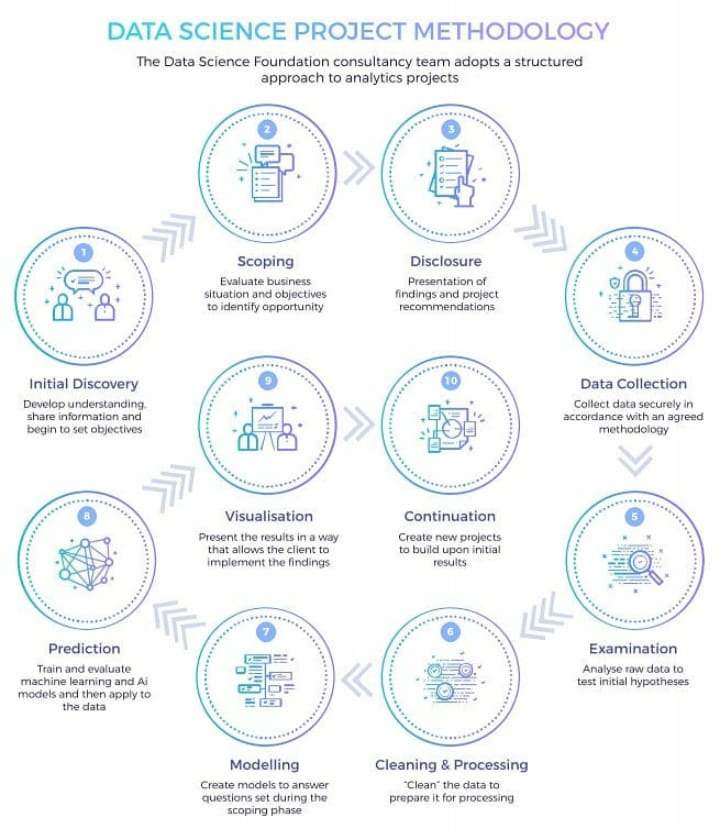 DATA SCIENCE PROJECT METHODOLOGY
The Data Science Foundation consultancy team adopts a structured
approach to analytics projects
1
Initial Discovery
Develop understanding,
share information and
begin to set objectives
2
Scoping
Evaluate business
situation and objectives
to identify opportunity
3
Disclosure
Presentation of
findings and project
recommendations
4
Data Collection
Collect data securely in
accordance with an agreed
methodology
5
Examination
Analyse raw data to
test initial hypotheses
6
Cleaning & Processing
"Clean" the data to
prepare it for processing
7
Modelling
Create models to answer
questions set during the
scoping phase
8
Prediction
Train and evaluate
machine learning and Ai
models and then apply to
the data
9
Visualisation
Present the results in a way
that allows the client to
implement the findings
10
Continuation
Create new projects
to build upon initial
results